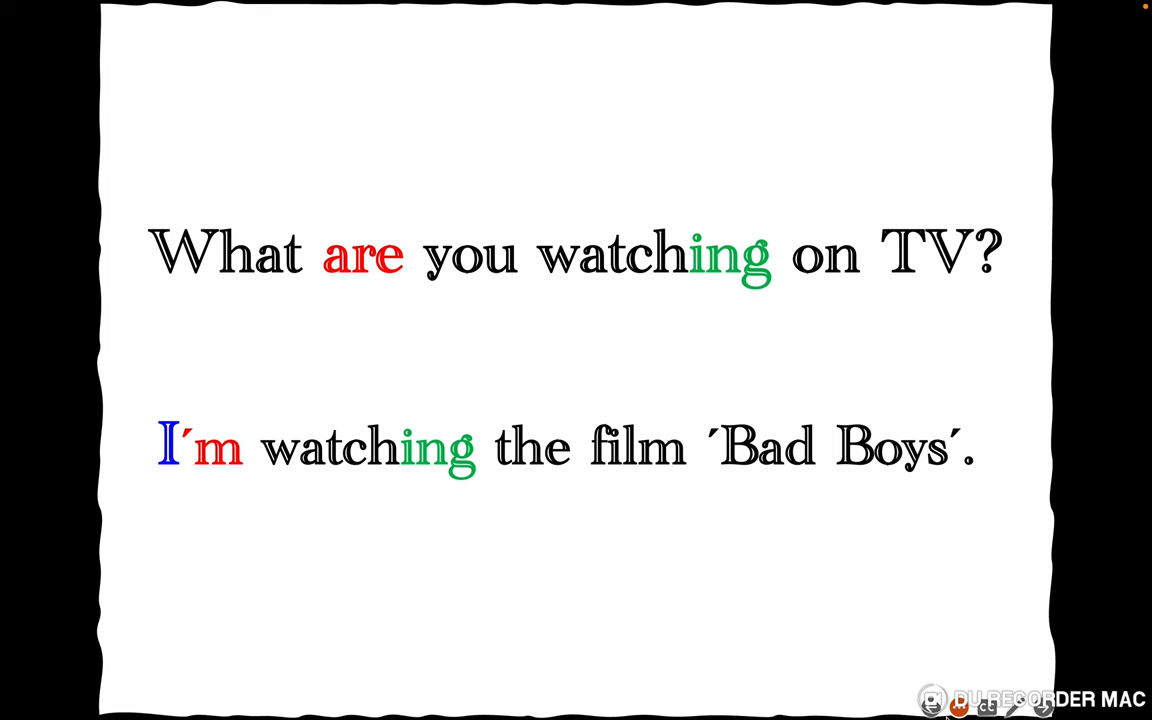 What are you watching on TV?
I´m watching the film ´Bad Boys´.
DU RECORDER MAC